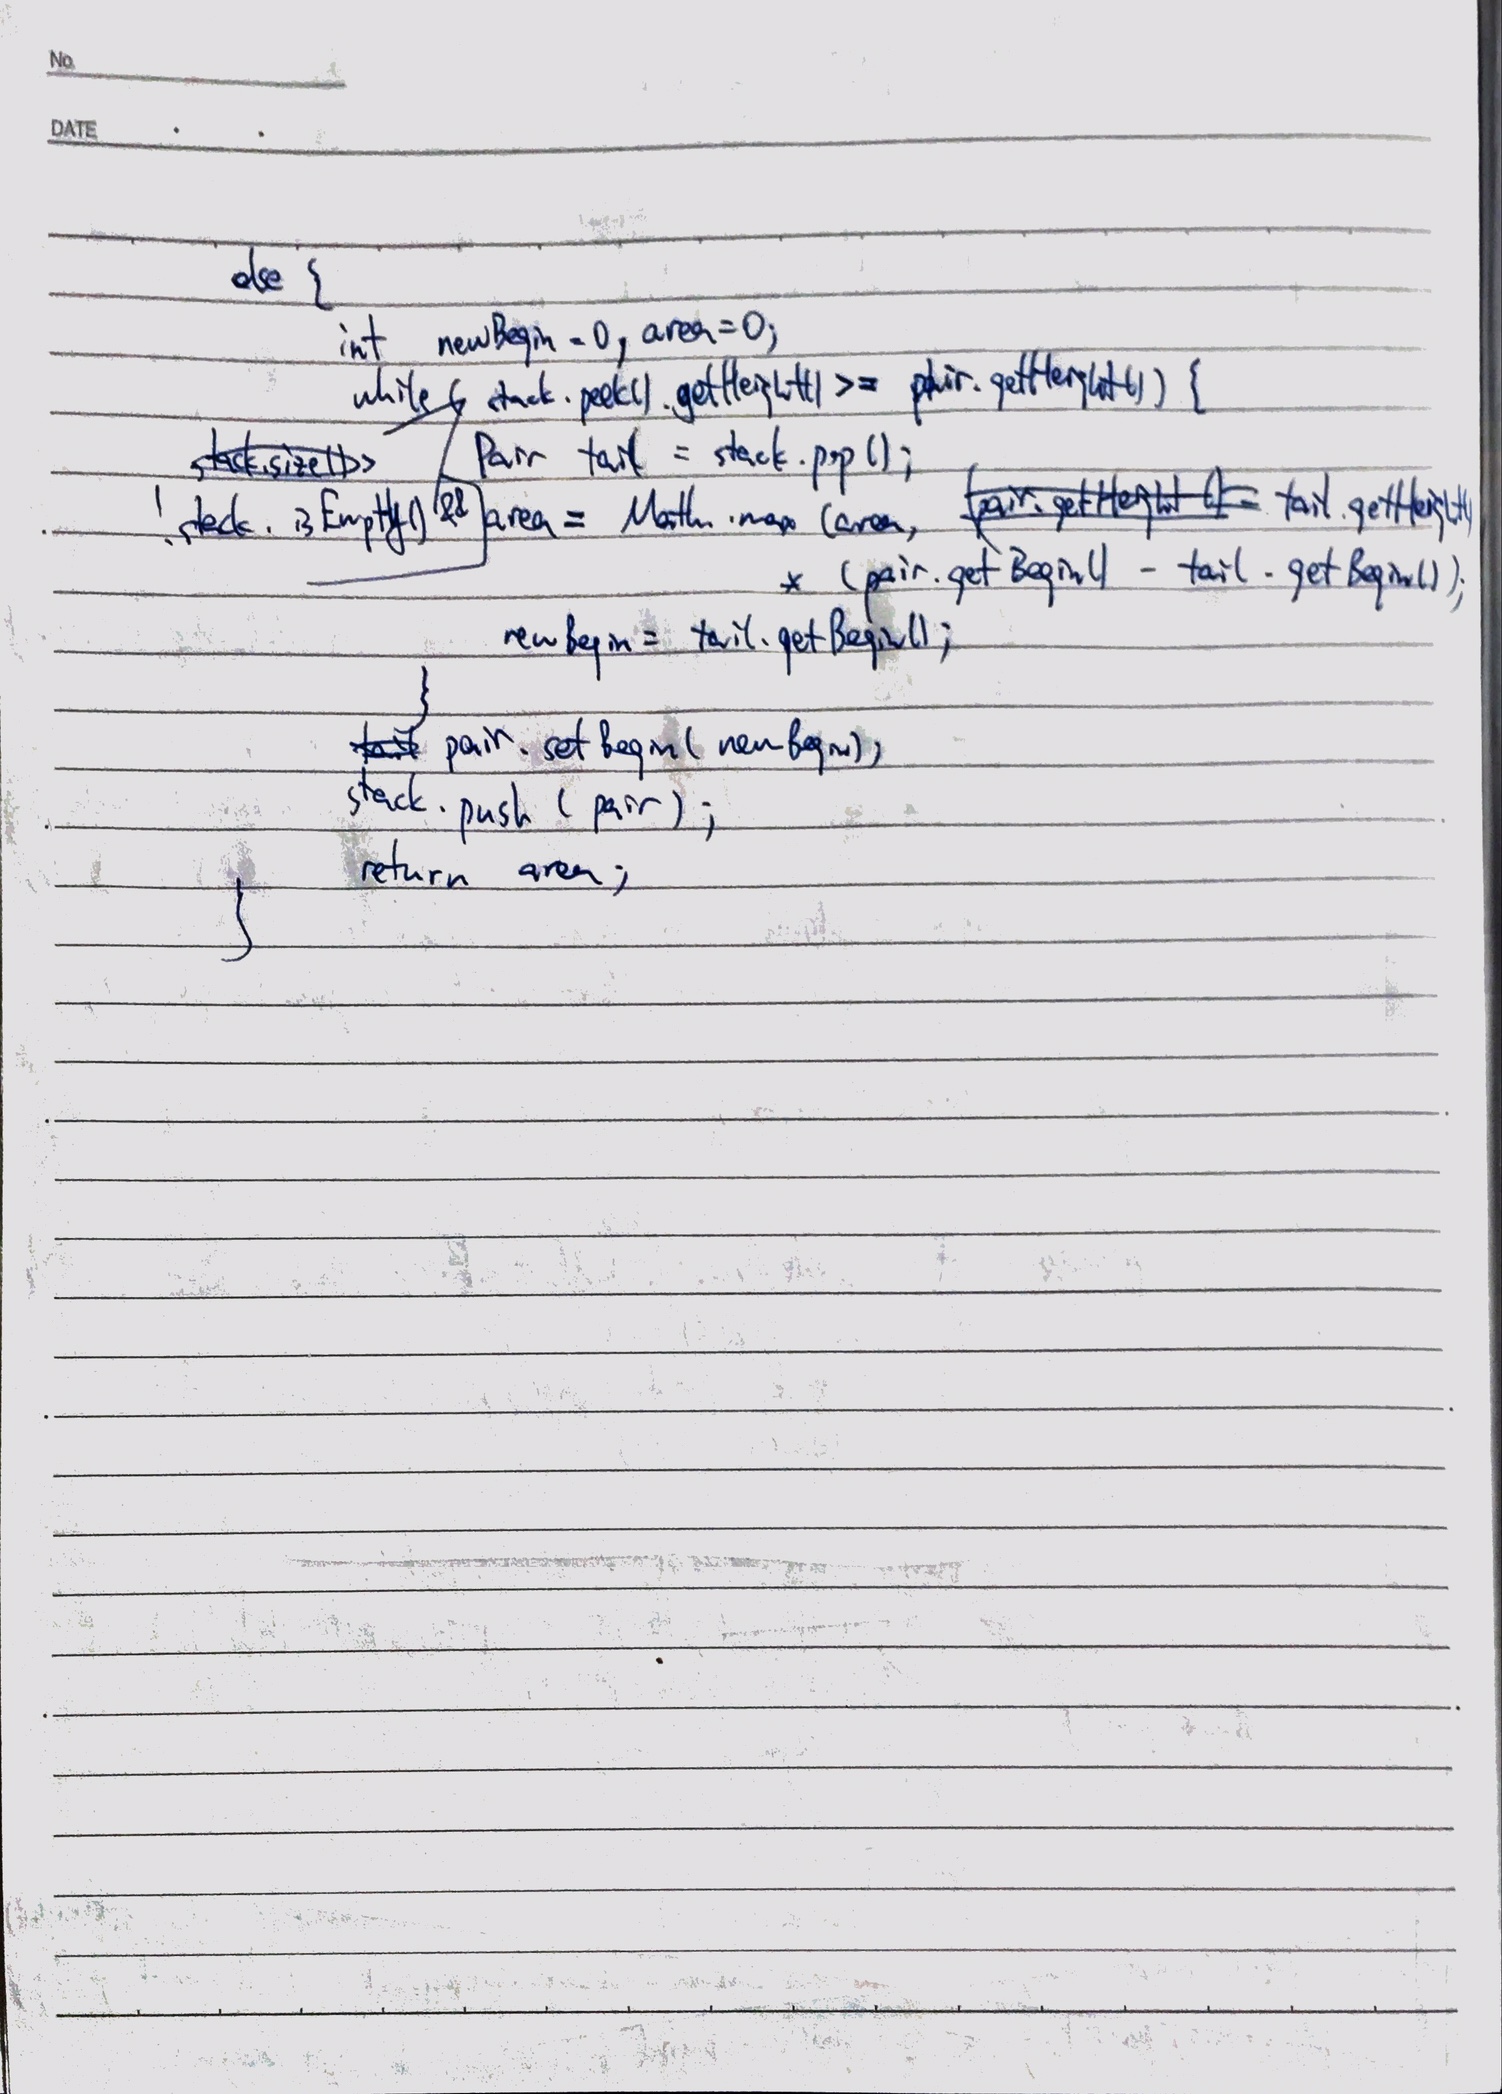 No.
DATE
else {
int newBegin = 0, area = 0;
while ( stack.peek().getHeight() >= pair.getHeight() ) {
stack.size() >
Pair tail = stack.pop();
! stack.isEmpty() &&
area = Math.max (area, (pair.getHeight() - tail.getHeight()
* (pair.getBegin() - tail.getBegin());
newBegin = tail.getBegin();
}
tail pair.setBegin( newBegin);
stack.push ( pair) ;
return area ;
}